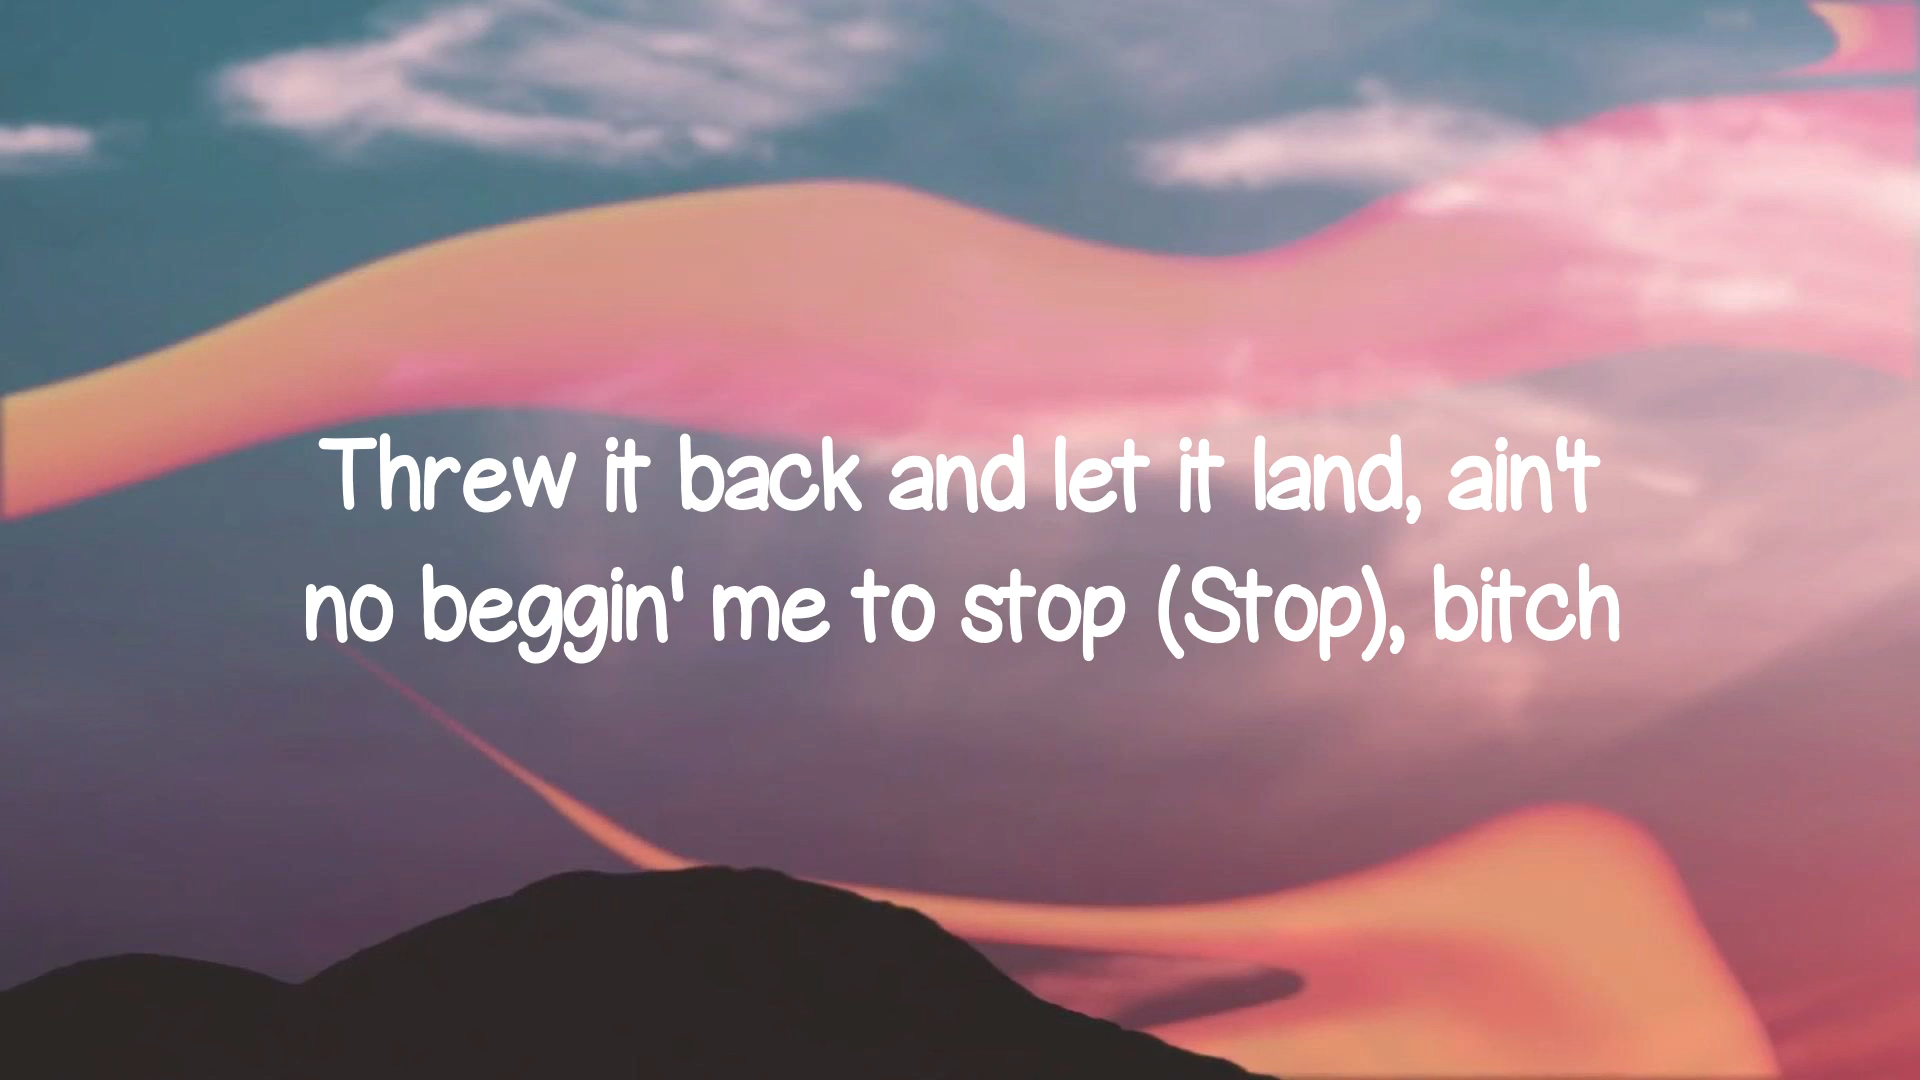 Threw it back and let it land, ain't
no beggin' me to stop (Stop), bitch